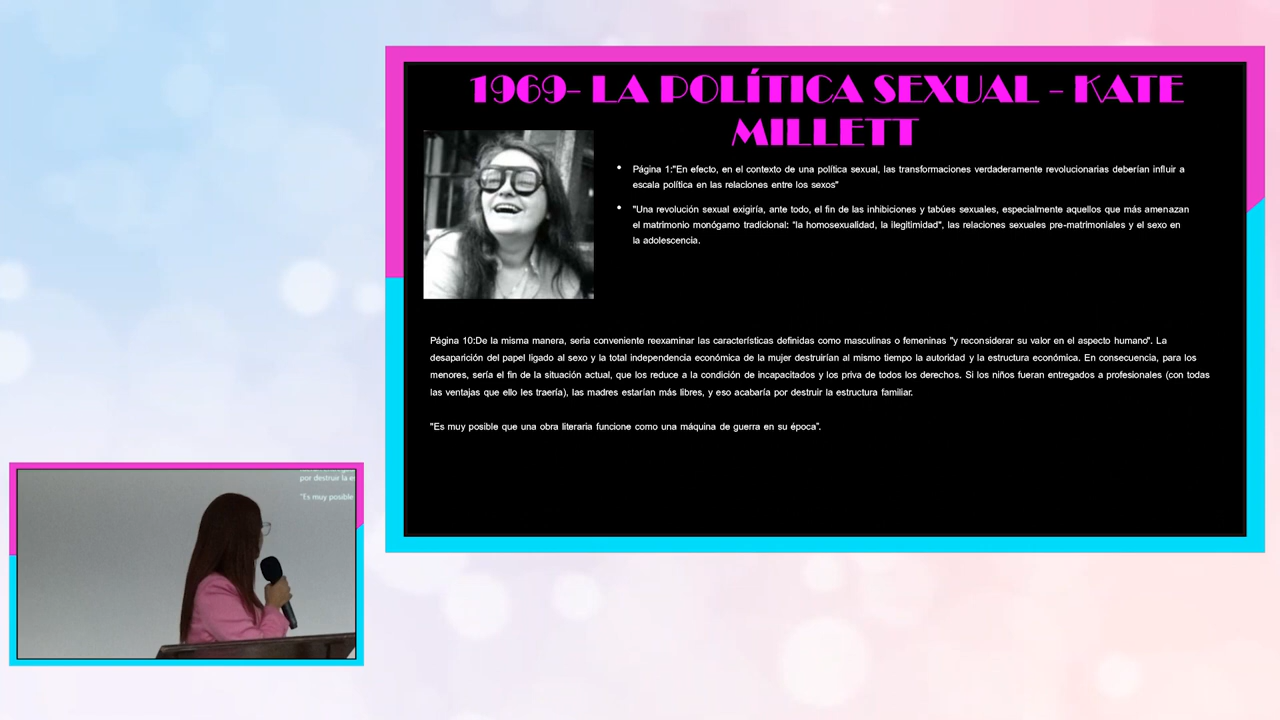 1969- LA POLÍTICA SEXUAL - KATE
MILLETT
• Página 1:"En efecto, en el contexto de una política sexual, las transformaciones verdaderamente revolucionarias deberían influir a
escala política en las relaciones entre los sexos"
• "Una revolución sexual exigiría, ante todo, el fin de las inhibiciones y tabúes sexuales, especialmente aquellos que más amenazan
el matrimonio monógamo tradicional: "la homosexualidad, la ilegitimidad", las relaciones sexuales pre-matrimoniales y el sexo en
la adolescencia.
Página 10:De la misma manera, seria conveniente reexaminar las características definidas como masculinas o femeninas "y reconsiderar su valor en el aspecto humano". La
desaparición del papel ligado al sexo y la total independencia económica de la mujer destruirían al mismo tiempo la autoridad y la estructura económica. En consecuencia, para los
menores, sería el fin de la situación actual, que los reduce a la condición de incapacitados y los priva de todos los derechos. Si los niños fueran entregados a profesionales (con todas
las ventajas que ello les traería), las madres estarían más libres, y eso acabaría por destruir la estructura familiar.
"Es muy posible que una obra literaria funcione como una máquina de guerra en su época".
por destruir la e
"Es muy posible